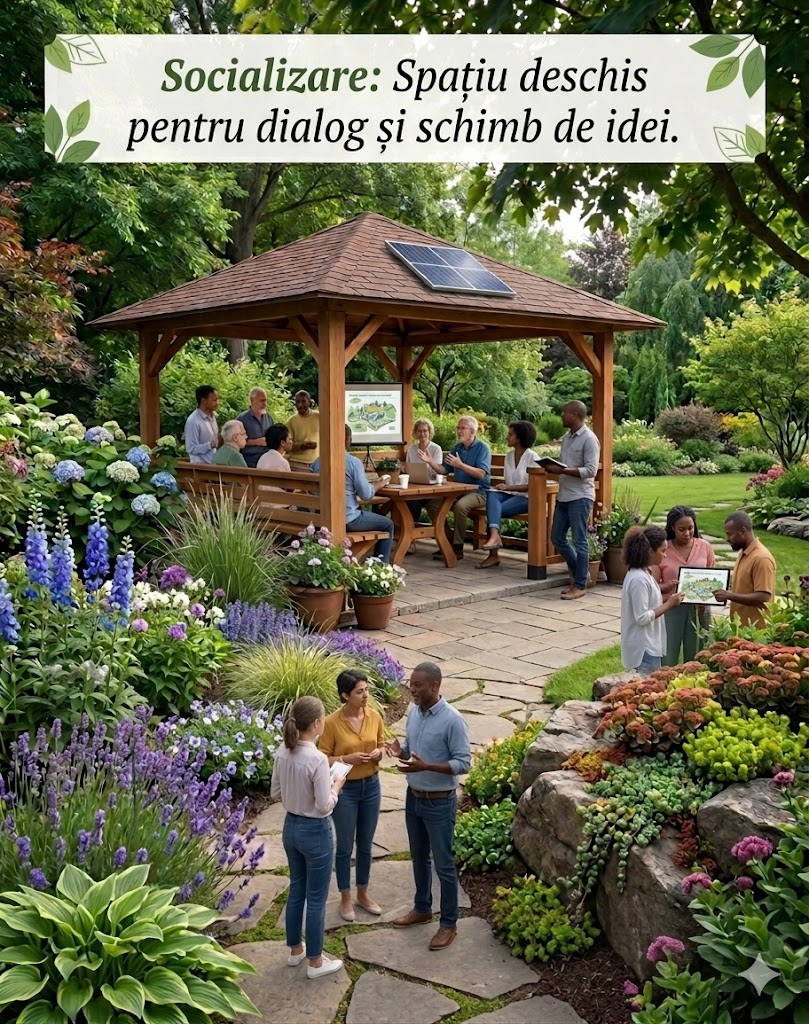 Socializare: Spațiu deschis
pentru dialog și schimb de idei.